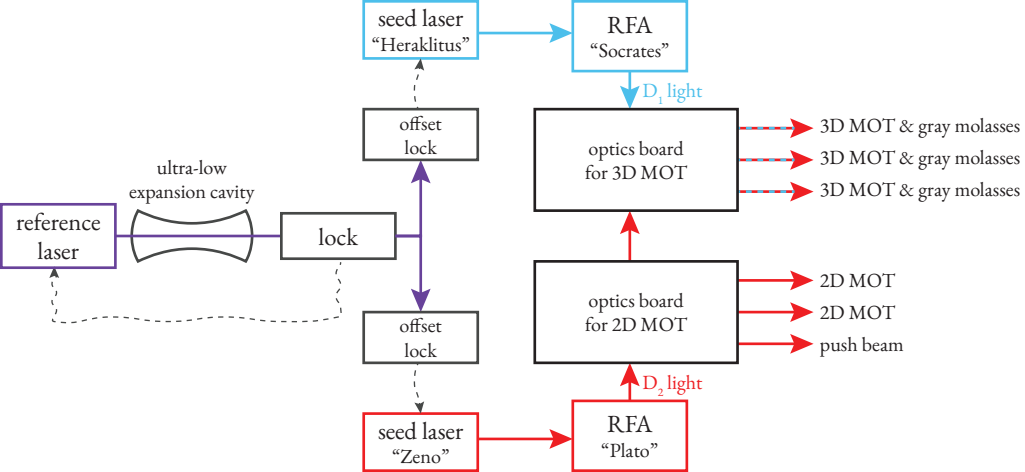 seed laser
“Heraklitus”
RFA
“Socrates”
D₁ light
offset
lock
optics board
for 3D MOT
3D MOT & gray molasses
3D MOT & gray molasses
3D MOT & gray molasses
ultra-low
expansion cavity
reference
laser
lock
optics board
for 2D MOT
2D MOT
2D MOT
push beam
offset
lock
D₂ light
seed laser
“Zeno”
RFA
“Plato”